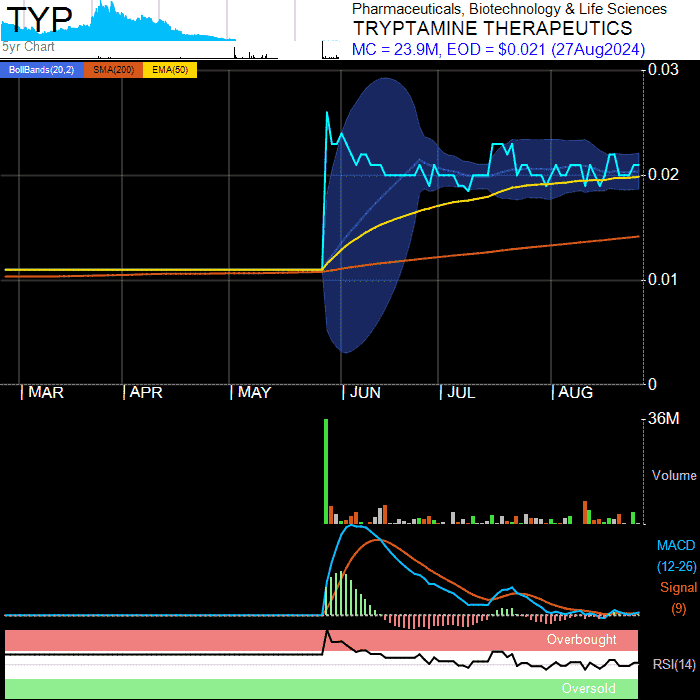 TYP
5yr Chart
Pharmaceuticals, Biotechnology & Life Sciences
TRYPTAMINE THERAPEUTICS
MC = 23.9M, EOD = $0.021 (27Aug2024)
BollBands(20,2) SMA(200) EMA(50)
0.03
0.02
0.01
0
MAR APR MAY JUN JUL AUG
36M
Volume
MACD
(12-26)
Signal
(9)
Overbought
RSI(14)
Oversold